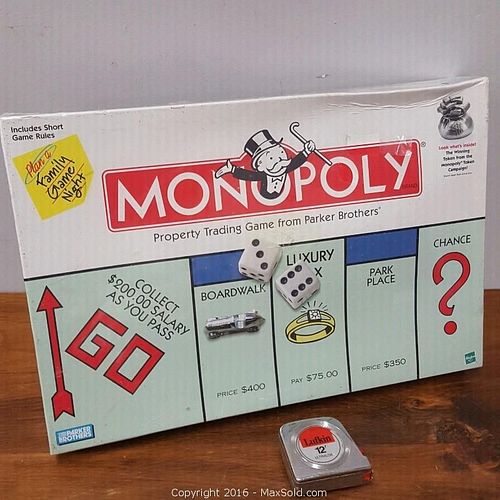 Includes Short
Game Rules
Plan a
Family
Game
Night
Look what's inside!
The Winning
Token from the
monopoly Token
Campaign!
MONOPOLY
BRAND
®
Property Trading Game from Parker Brothers®
COLLECT
$200.00 SALARY
AS YOU PASS
GO
BOARDWALK
PRICE $400
LUXURY
X
PAY $75.00
PARK
PLACE
PRICE $350
CHANCE
?
PARKER
BROTHERS
Hasbro
Lufkin
12'
Copyright 2016 - MaxSold.com